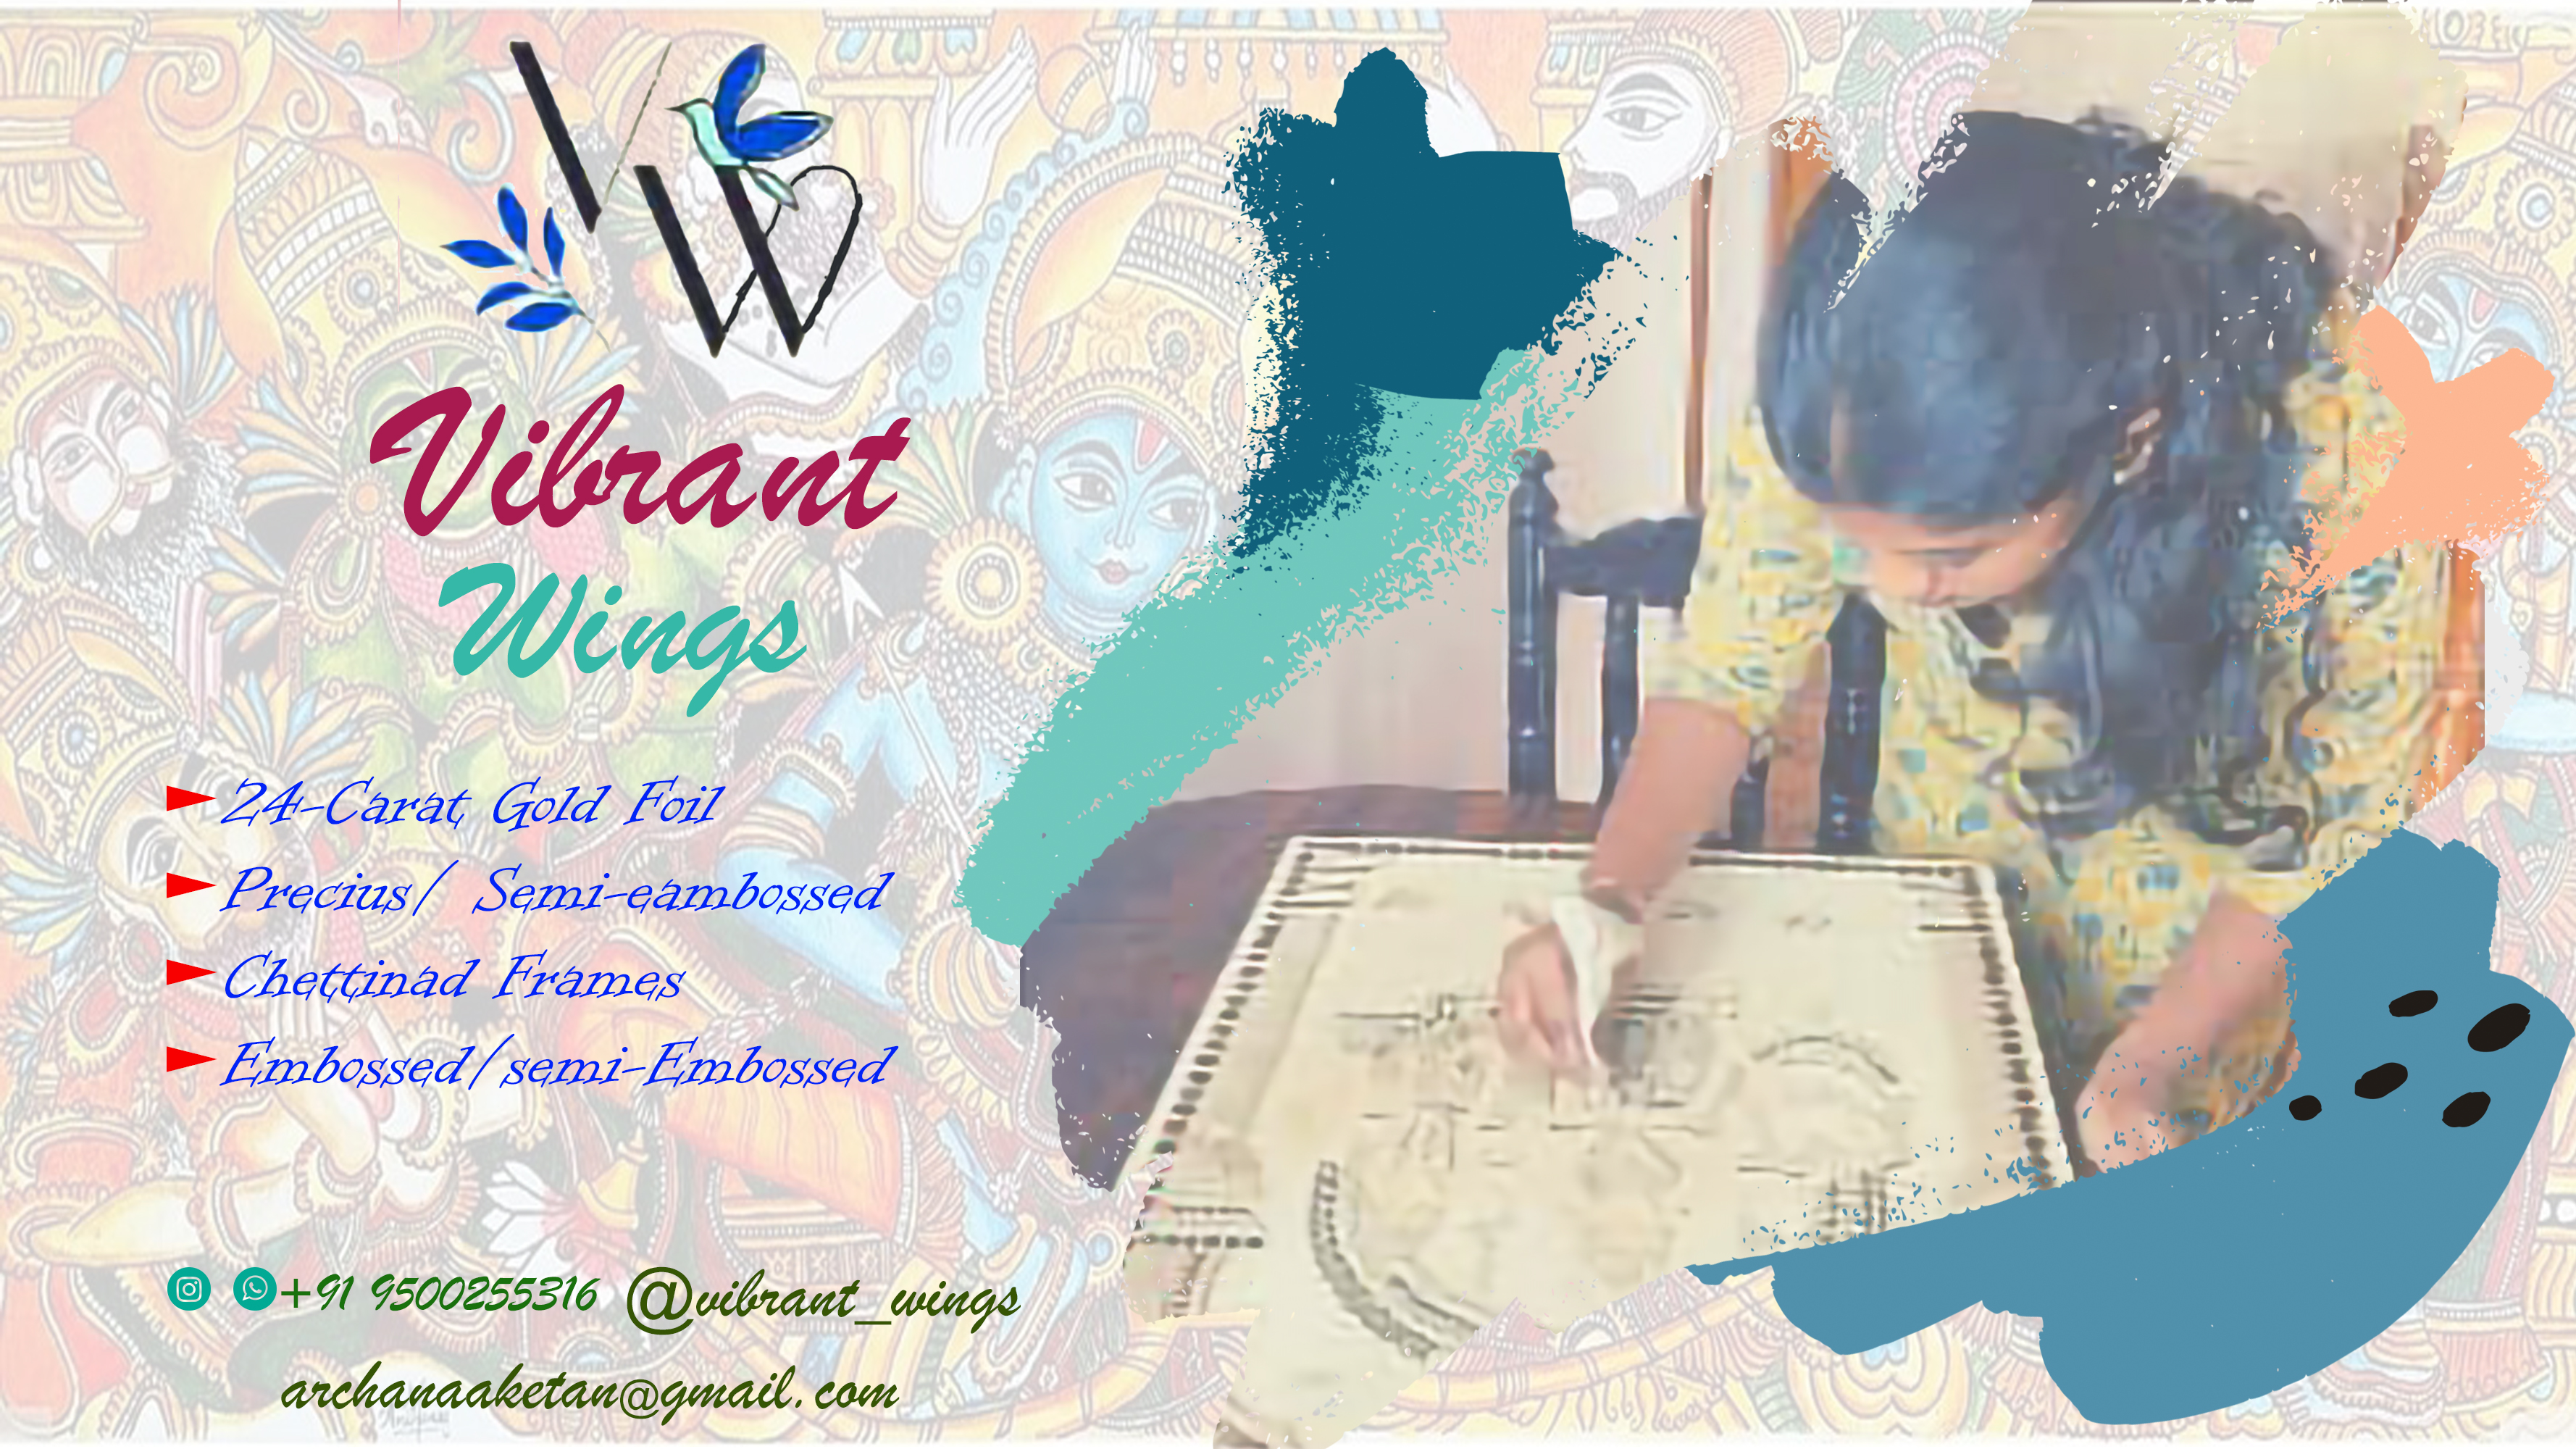 VW
Vibrant
Wings
24-Carat Gold Foil
Precius/ Semi-eambossed
Chettinad Frames
Embossed/semi-Embossed
+91 9500255316 @vibrant_wings
archanaaketan@gmail.com